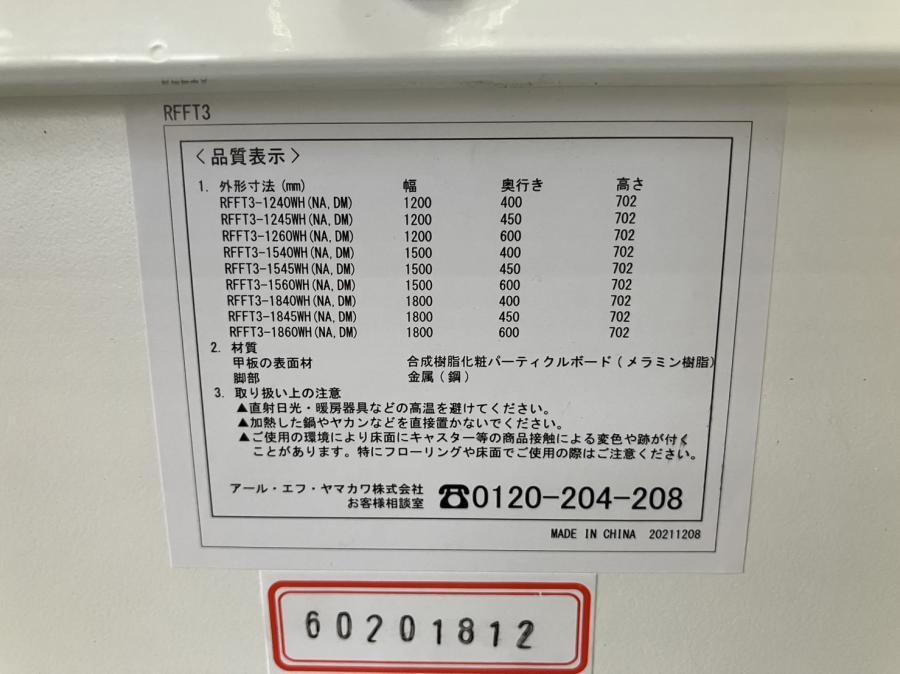 RFFT3
〈品質表示〉
1. 外形寸法(mm) 幅 奥行き 高さ
RFFT3-1240WH(NA,DM) 1200 400 702
RFFT3-1245WH(NA,DM) 1200 450 702
RFFT3-1260WH(NA,DM) 1200 600 702
RFFT3-1540WH(NA,DM) 1500 400 702
RFFT3-1545WH(NA,DM) 1500 450 702
RFFT3-1560WH(NA,DM) 1500 600 702
RFFT3-1840WH(NA,DM) 1800 400 702
RFFT3-1845WH(NA,DM) 1800 450 702
RFFT3-1860WH(NA,DM) 1800 600 702
2. 材質
甲板の表面材 合成樹脂化粧パーティクルボード(メラミン樹脂)
脚部 金属(鋼)
3. 取り扱い上の注意
▲直射日光・暖房器具などの高温を避けてください。
▲加熱した鍋やヤカンなどを直接置かないでください。
▲ご使用の環境により床面にキャスター等の商品接触による変色や跡が付く
ことがあります。特にフローリングや床面でご使用の際はご注意ください。
アール・エフ・ヤマカワ株式会社
お客様相談室 ☎0120-204-208
MADE IN CHINA 20211208
60201812